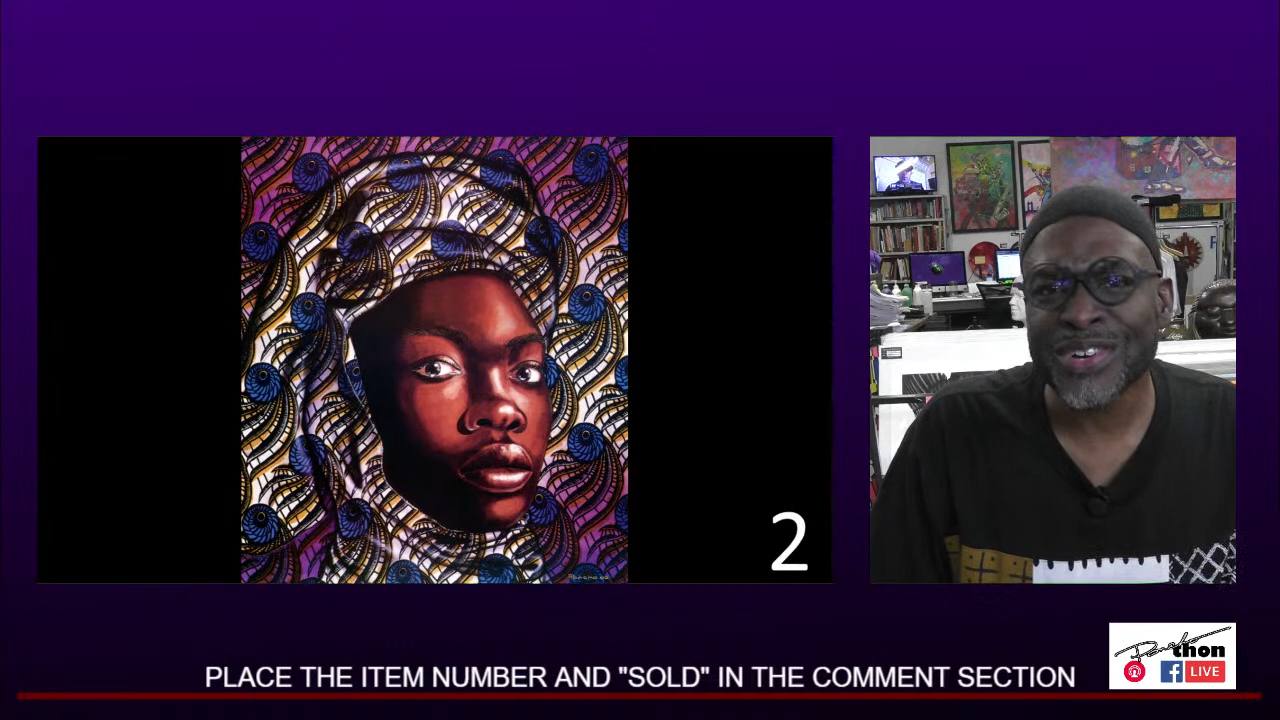 2
PLACE THE ITEM NUMBER AND "SOLD" IN THE COMMENT SECTION
thon
LIVE